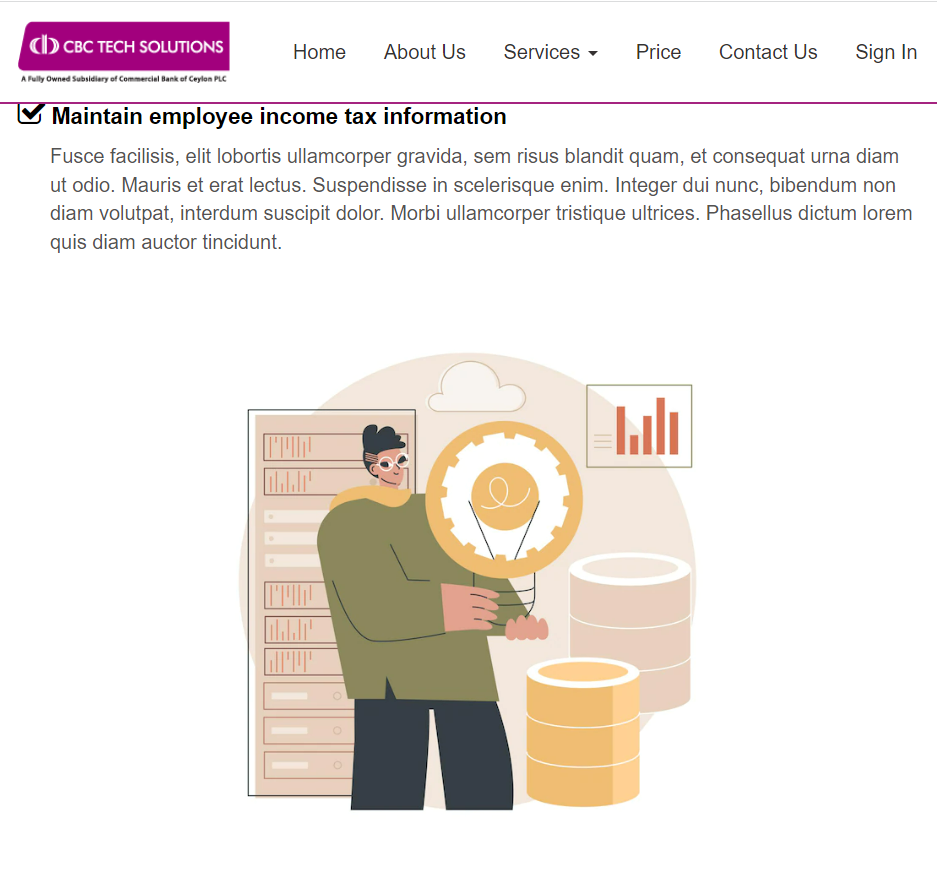 CBC TECH SOLUTIONS
A Fully Owned Subsidiary of Commercial Bank of Ceylon PLC
Home About Us Services Price Contact Us Sign In
Maintain employee income tax information
Fusce facilisis, elit lobortis ullamcorper gravida, sem risus blandit quam, et consequat urna diam
ut odio. Mauris et erat lectus. Suspendisse in scelerisque enim. Integer dui nunc, bibendum non
diam volutpat, interdum suscipit dolor. Morbi ullamcorper tristique ultrices. Phasellus dictum lorem
quis diam auctor tincidunt.